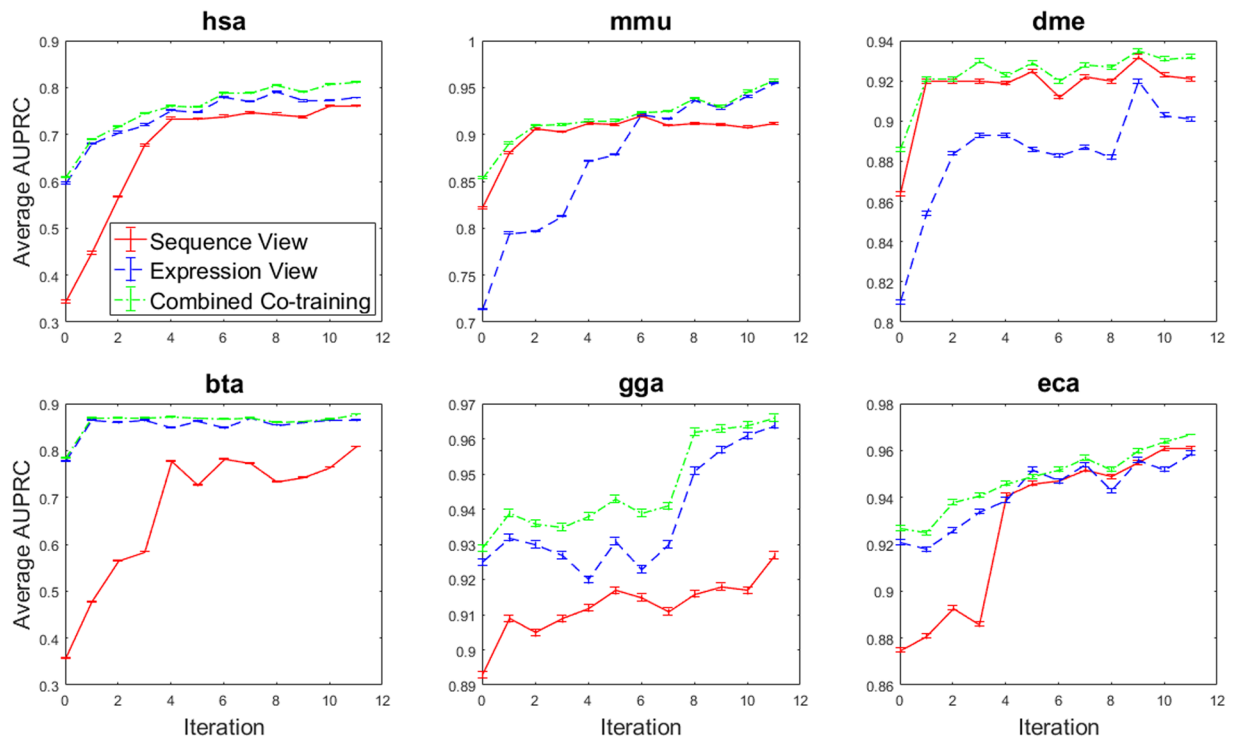 hsa
mmu
dme
Average AUPRC
0.9
0.8
0.7
0.6
0.5
0.4
0.3
0 2 4 6 8 10 12
Sequence View
Expression View
Combined Co-training
1
0.95
0.9
0.85
0.8
0.75
0.7
0 2 4 6 8 10 12
0.94
0.92
0.9
0.88
0.86
0.84
0.82
0.8
0 2 4 6 8 10 12
bta
gga
eca
Average AUPRC
0.9
0.8
0.7
0.6
0.5
0.4
0.3
0 2 4 6 8 10 12
Iteration
0.97
0.96
0.95
0.94
0.93
0.92
0.91
0.9
0.89
0 2 4 6 8 10 12
Iteration
0.98
0.96
0.94
0.92
0.9
0.88
0.86
0 2 4 6 8 10 12
Iteration